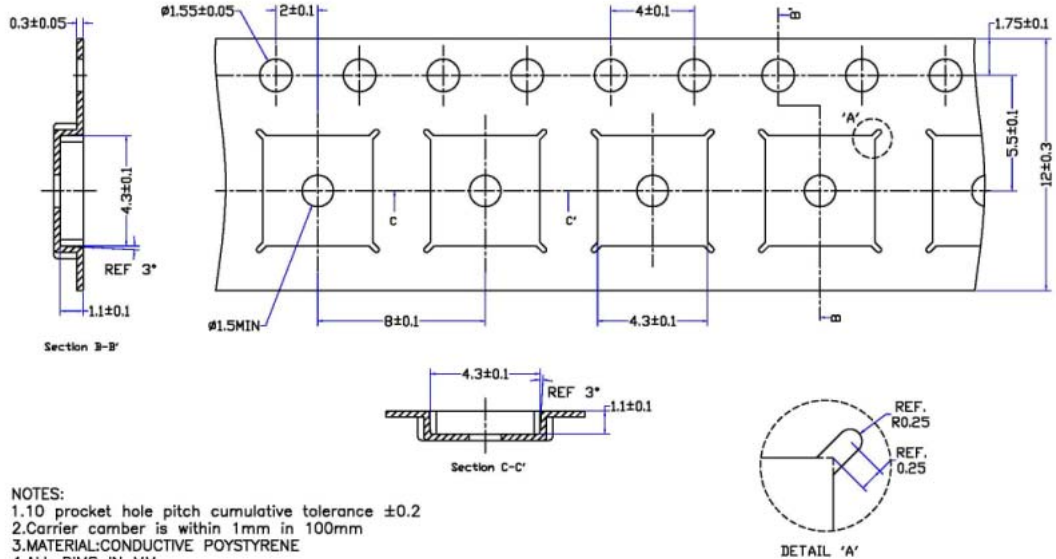 0.3±0.05
ø1.55±0.05
2±0.1
4±0.1
B'
1.75±0.1
'A'
5.5±0.1
12±0.3
4.3±0.1
C
C'
REF 3°
1.1±0.1
Section B-B'
ø1.5MIN
8±0.1
4.3±0.1
B
4.3±0.1
REF 3°
1.1±0.1
Section C-C'
REF.
R0.25
REF.
0.25
DETAIL 'A'
NOTES:
1.10 procket hole pitch cumulative tolerance ±0.2
2.Carrier camber is within 1mm in 100mm
3.MATERIAL:CONDUCTIVE POYSTYRENE